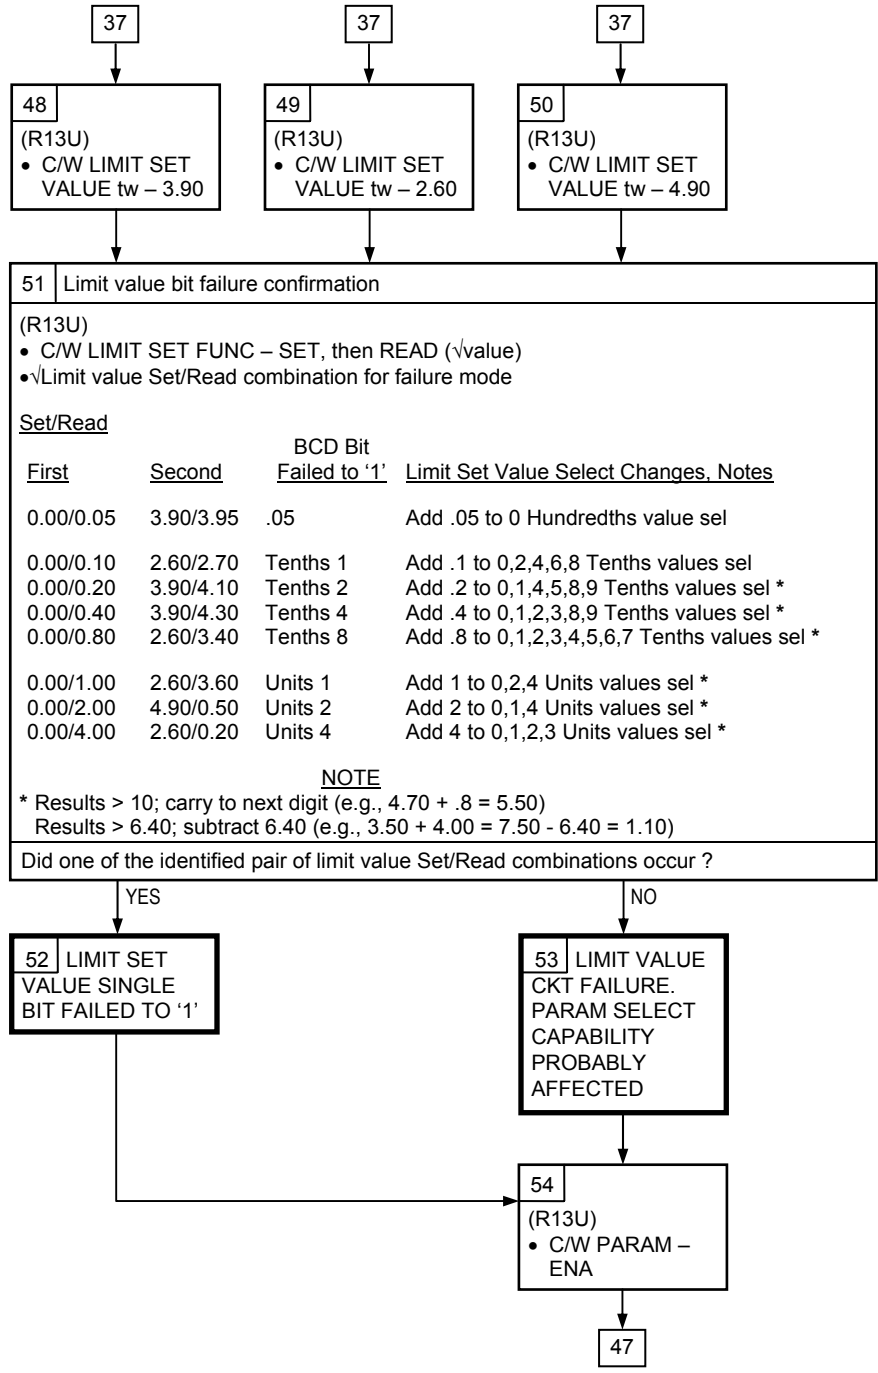 37
37
37
48
(R13U)
• C/W LIMIT SET
VALUE tw – 3.90
49
(R13U)
• C/W LIMIT SET
VALUE tw – 2.60
50
(R13U)
• C/W LIMIT SET
VALUE tw – 4.90
51 Limit value bit failure confirmation
(R13U)
• C/W LIMIT SET FUNC – SET, then READ (√value)
•√Limit value Set/Read combination for failure mode
Set/Read
BCD Bit
First Second Failed to ‘1’ Limit Set Value Select Changes, Notes
0.00/0.05 3.90/3.95 .05 Add .05 to 0 Hundredths value sel
0.00/0.10 2.60/2.70 Tenths 1 Add .1 to 0,2,4,6,8 Tenths values sel
0.00/0.20 3.90/4.10 Tenths 2 Add .2 to 0,1,4,5,8,9 Tenths values sel *
0.00/0.40 3.90/4.30 Tenths 4 Add .4 to 0,1,2,3,8,9 Tenths values sel *
0.00/0.80 2.60/3.40 Tenths 8 Add .8 to 0,1,2,3,4,5,6,7 Tenths values sel *
0.00/1.00 2.60/3.60 Units 1 Add 1 to 0,2,4 Units values sel *
0.00/2.00 4.90/0.50 Units 2 Add 2 to 0,1,4 Units values sel *
0.00/4.00 2.60/0.20 Units 4 Add 4 to 0,1,2,3 Units values sel *
NOTE
* Results > 10; carry to next digit (e.g., 4.70 + .8 = 5.50)
Results > 6.40; subtract 6.40 (e.g., 3.50 + 4.00 = 7.50 - 6.40 = 1.10)
Did one of the identified pair of limit value Set/Read combinations occur ?
YES
NO
52 LIMIT SET
VALUE SINGLE
BIT FAILED TO ‘1’
53 LIMIT VALUE
CKT FAILURE.
PARAM SELECT
CAPABILITY
PROBABLY
AFFECTED
54
(R13U)
• C/W PARAM –
ENA
47